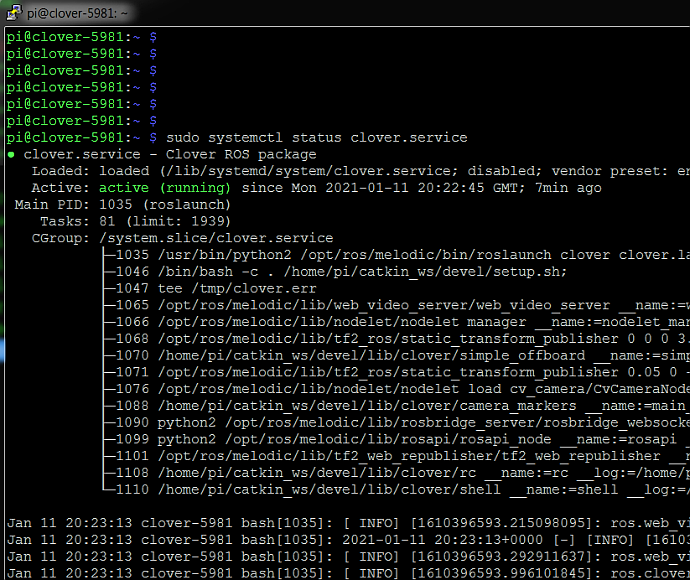 pi@clover-5981: ~
pi@clover-5981:~ $
pi@clover-5981:~ $
pi@clover-5981:~ $
pi@clover-5981:~ $
pi@clover-5981:~ $
pi@clover-5981:~ $
pi@clover-5981:~ $ sudo systemctl status clover.service
● clover.service - Clover ROS package
Loaded: loaded (/lib/systemd/system/clover.service; disabled; vendor preset: en
Active: active (running) since Mon 2021-01-11 20:22:45 GMT; 7min ago
Main PID: 1035 (roslaunch)
Tasks: 81 (limit: 1939)
CGroup: /system.slice/clover.service
├─1035 /usr/bin/python2 /opt/ros/melodic/bin/roslaunch clover clover.la
├─1046 /bin/bash -c . /home/pi/catkin_ws/devel/setup.sh;
├─1047 tee /tmp/clover.err
├─1065 /opt/ros/melodic/lib/web_video_server/web_video_server __name:=w
├─1066 /opt/ros/melodic/lib/nodelet/nodelet manager __name:=nodelet_man
├─1068 /opt/ros/melodic/lib/tf2_ros/static_transform_publisher 0 0 0 3.
├─1070 /home/pi/catkin_ws/devel/lib/clover/simple_offboard __name:=simp
├─1071 /opt/ros/melodic/lib/tf2_ros/static_transform_publisher 0.05 0 -
├─1076 /opt/ros/melodic/lib/nodelet/nodelet load cv_camera/CvCameraNode
├─1088 /home/pi/catkin_ws/devel/lib/clover/camera_markers __name:=main_
├─1090 python2 /opt/ros/melodic/lib/rosbridge_server/rosbridge_websocke
├─1099 python2 /opt/ros/melodic/lib/rosapi/rosapi_node __name:=rosapi _
├─1101 /opt/ros/melodic/lib/tf2_web_republisher/tf2_web_republisher __n
├─1108 /home/pi/catkin_ws/devel/lib/clover/rc __name:=rc __log:=/home/p
└─1110 /home/pi/catkin_ws/devel/lib/clover/shell __name:=shell __log:=/
Jan 11 20:23:13 clover-5981 bash[1035]: [ INFO] [1610396593.215098095]: ros.web_vi
Jan 11 20:23:13 clover-5981 bash[1035]: 2021-01-11 20:23:13+0000 [-] [INFO] [16103
Jan 11 20:23:13 clover-5981 bash[1035]: [ INFO] [1610396593.292911637]: ros.web_vi
Jan 11 20:23:13 clover-5981 bash[1035]: [ INFO] [1610396593.996101845]: ros.clover